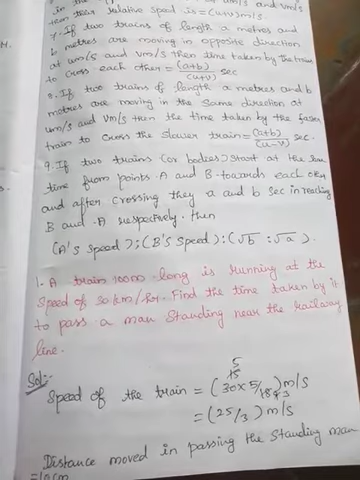 then their relative speed is = (u+v) m/s.
7. If two trains of length a metres and
b metres are moving in opposite direction
at um/s and vm/s then time taken by the trains
to cross each other = (a+b)/(u+v) sec
8. If two trains of length a metres and b
metres are moving in the same direction at
um/s and vm/s then the time taken by the faster
train to cross the slower train = (a+b)/(u-v) sec.
9. If two trains (or bodies) start at the same
time from points A and B towards each other
and after crossing they a and b sec in reaching
B and A respectively. then
(A's speed) : (B's speed) : (√b : √a).
1. A train 100m long is running at the
speed of 30 km/hr. Find the time taken by it
to pass a man standing near the railway
line.
Sol:-
Speed of the train = (30 × 5/18) m/s
= (25/3) m/s
Distance moved in passing the standing man